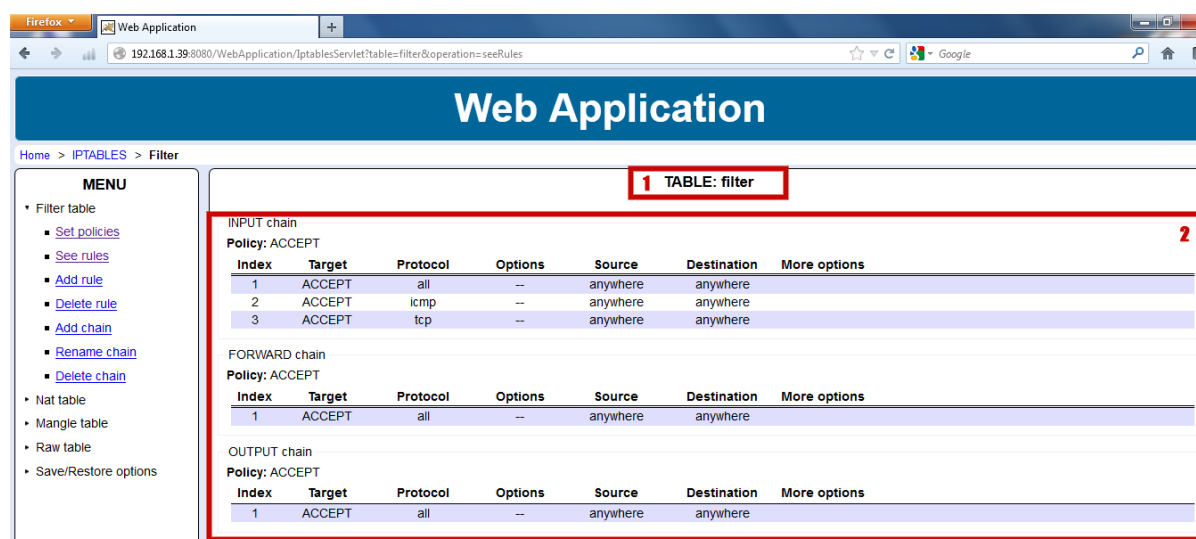 Firefox
Web Application
+
192.168.1.39:8080/WebApplication/IptablesServlet?table=filter&operation=seeRules
Google
Web Application
Home > IPTABLES > Filter
MENU
Filter table
Set policies
See rules
Add rule
Delete rule
Add chain
Rename chain
Delete chain
Nat table
Mangle table
Raw table
Save/Restore options
1 TABLE: filter
2
INPUT chain
Policy: ACCEPT
Index Target Protocol Options Source Destination More options
1 ACCEPT all -- anywhere anywhere
2 ACCEPT icmp -- anywhere anywhere
3 ACCEPT tcp -- anywhere anywhere
FORWARD chain
Policy: ACCEPT
Index Target Protocol Options Source Destination More options
1 ACCEPT all -- anywhere anywhere
OUTPUT chain
Policy: ACCEPT
Index Target Protocol Options Source Destination More options
1 ACCEPT all -- anywhere anywhere